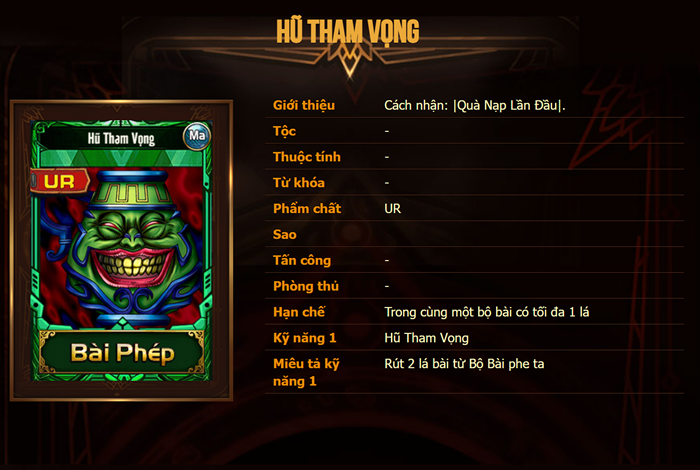 HŨ THAM VỌNG
Hũ Tham Vọng
Ma
UR
Bài Phép
Giới thiệu Cách nhận: |Quà Nạp Lần Đầu|.
Tộc -
Thuộc tính -
Từ khóa -
Phẩm chất UR
Sao
Tấn công -
Phòng thủ -
Hạn chế Trong cùng một bộ bài có tối đa 1 lá
Kỹ năng 1 Hũ Tham Vọng
Miêu tả kỹ Rút 2 lá bài từ Bộ Bài phe ta
năng 1